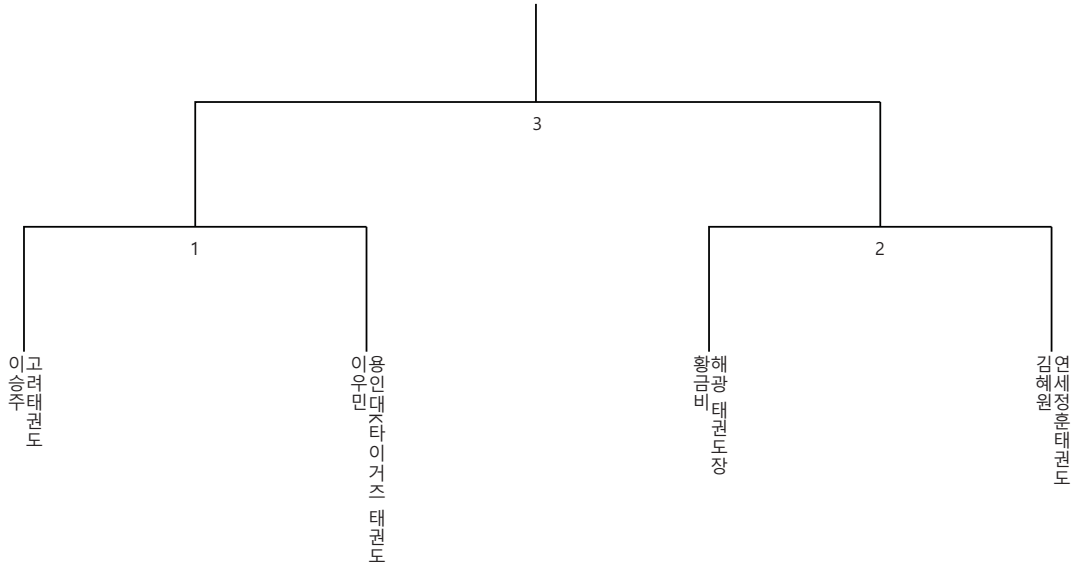 3
1
2
고려태권도
이승주
용인대ズ타이거즈 태권도
이우민
해광 태권도장
황금비
연세정훈태권도
김혜원